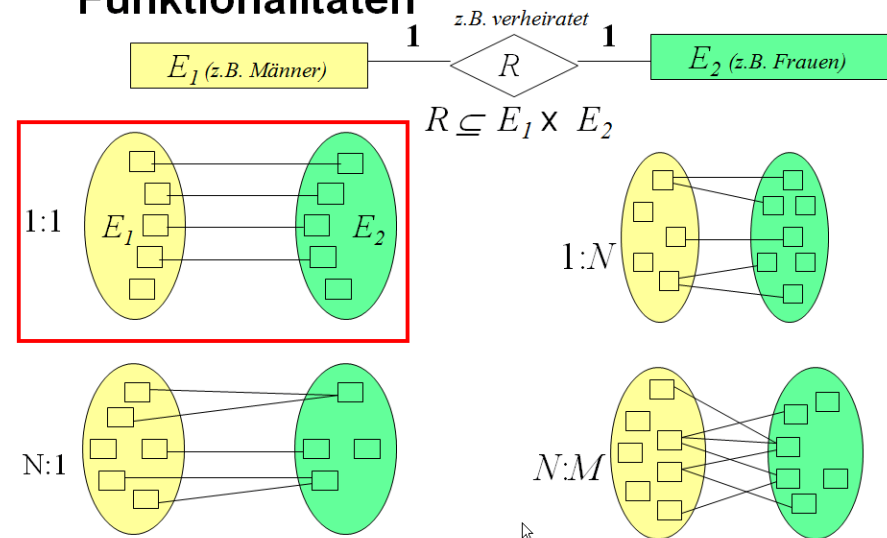 Funktionalitäten
z.B. verheiratet
1
1
E1 (z.B. Männer)
R
E2 (z.B. Frauen)
R ⊆ E1 x E2
1:1
E1
E2
1:N
N:1
N:M